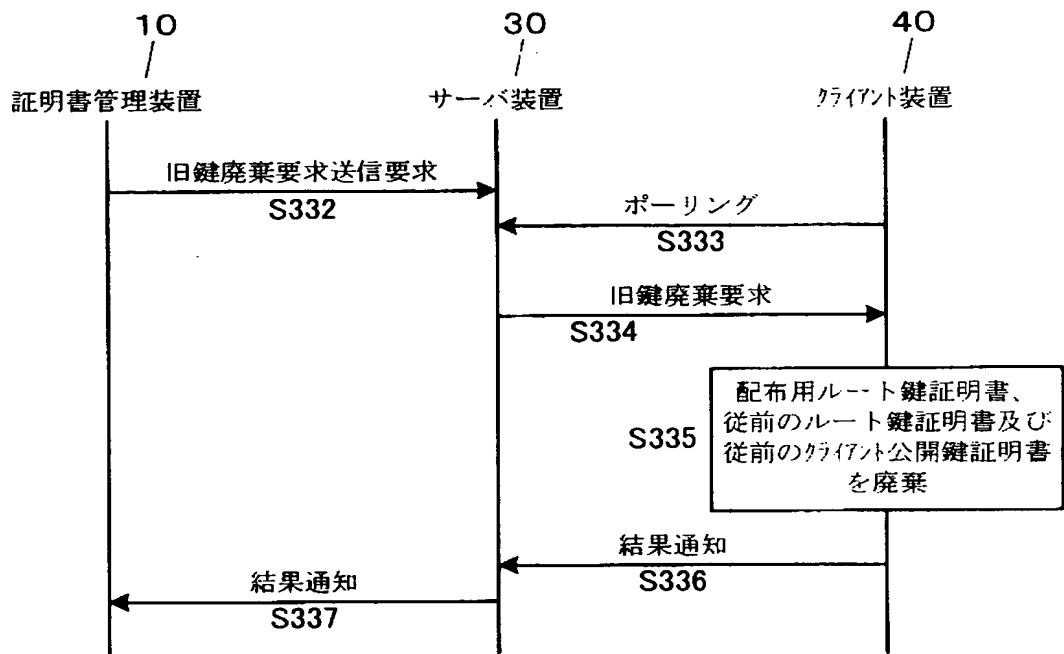 10
30
40
証明書管理装置
サーバ装置
クライアント装置
旧鍵廃棄要求送信要求
S332
ポーリング
S333
旧鍵廃棄要求
S334
S335
配布用ルート鍵証明書、
従前のルート鍵証明書及び
従前のクライアント公開鍵証明書
を廃棄
結果通知
S336
結果通知
S337